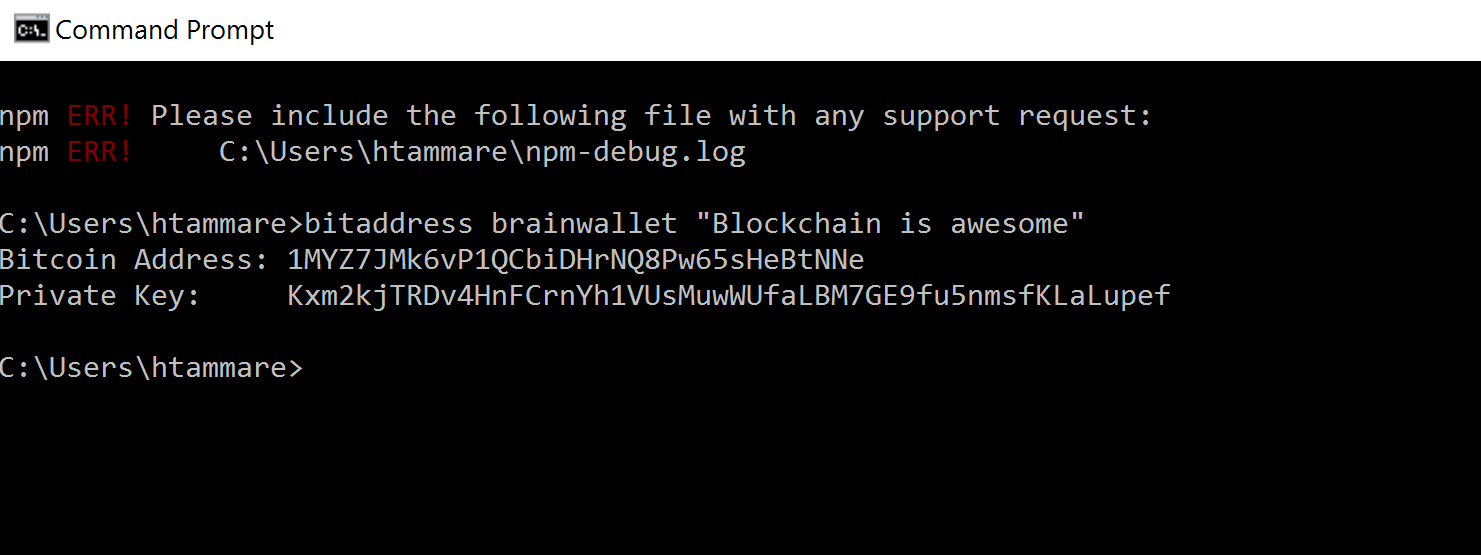 Command Prompt
npm ERR! Please include the following file with any support request:
npm ERR!     C:\Users\htammare\npm-debug.log
C:\Users\htammare>bitaddress brainwallet "Blockchain is awesome"
Bitcoin Address: 1MYZ7JMk6vP1QCbiDHrNQ8Pw65sHeBtNNe
Private Key:     Kxm2kjTRDv4HnFCrnYh1VUsMuwWUfaLBM7GE9fu5nmsfKLaLupef
C:\Users\htammare>